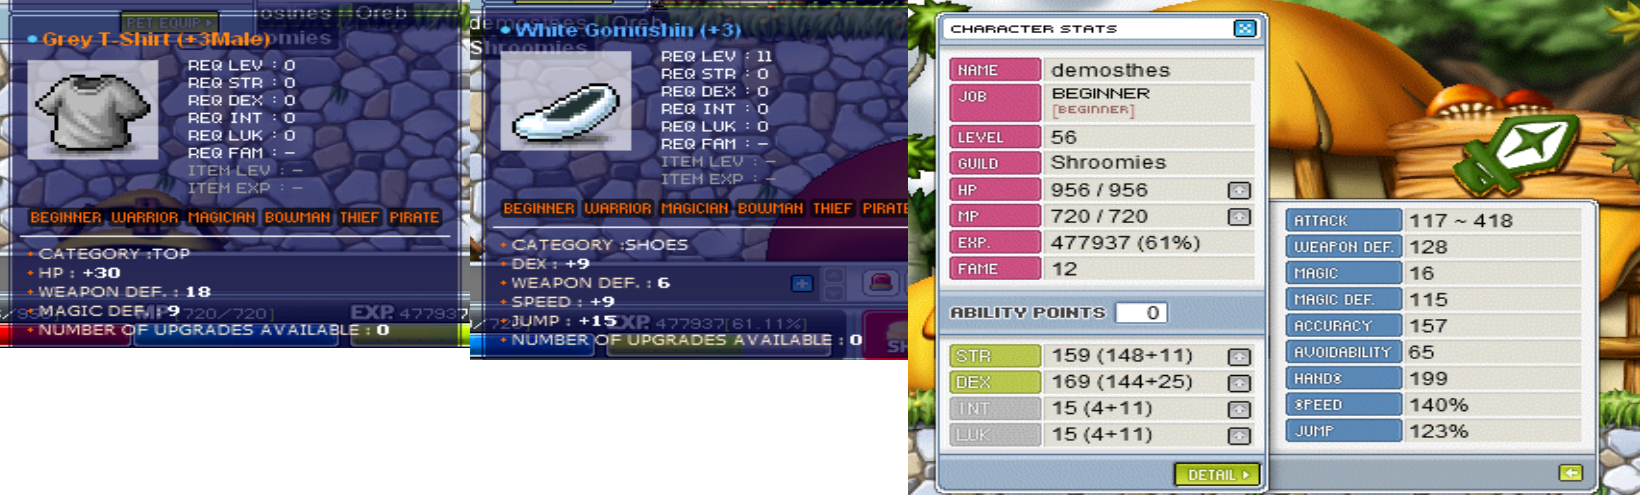 PET EQUIP
osthes Oreb
Grey T-Shirt (+3Male)
omies
REQ LEV : 0
REQ STR : 0
REQ DEX : 0
REQ INT : 0
REQ LUK : 0
REQ FAM : -
ITEM LEV : -
ITEM EXP : -
BEGINNER WARRIOR MAGICIAN BOWMAN THIEF PIRATE
CATEGORY :TOP
HP : +30
WEAPON DEF. : 18
MAGIC DEF. : 9
MP[720/720] EXP. 477937
NUMBER OF UPGRADES AVAILABLE : 0
demosthes Oreb
White Gomushin (+3)
Shroomies
REQ LEV : 11
REQ STR : 0
REQ DEX : 0
REQ INT : 0
REQ LUK : 0
REQ FAM : -
ITEM LEV : -
ITEM EXP : -
BEGINNER WARRIOR MAGICIAN BOWMAN THIEF PIRATE
CATEGORY :SHOES
DEX : +9
WEAPON DEF. : 6
SPEED : +9
JUMP : +15
EXP. 477937[61.11%]
NUMBER OF UPGRADES AVAILABLE : 0
CHARACTER STATS
NAME demosthes
JOB BEGINNER
[BEGINNER]
LEVEL 56
GUILD Shroomies
HP 956 / 956
MP 720 / 720
EXP. 477937 (61%)
FAME 12
ABILITY POINTS 0
STR 159 (148+11)
DEX 169 (144+25)
INT 15 (4+11)
LUK 15 (4+11)
DETAIL
ATTACK 117 ~ 418
WEAPON DEF. 128
MAGIC 16
MAGIC DEF. 115
ACCURACY 157
AVOIDABILITY 65
HANDS 199
SPEED 140%
JUMP 123%